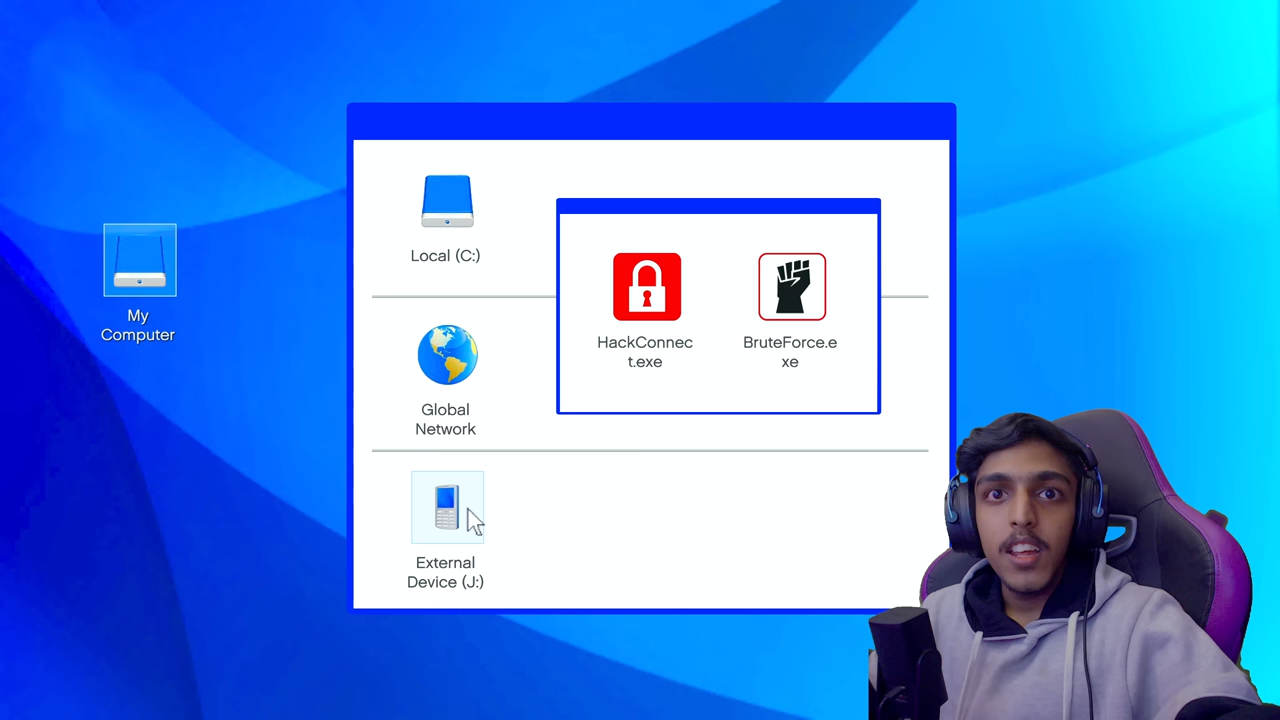 My
Computer
Local (C:)
Global
Network
External
Device (J:)
HackConnec
t.exe
BruteForce.e
xe